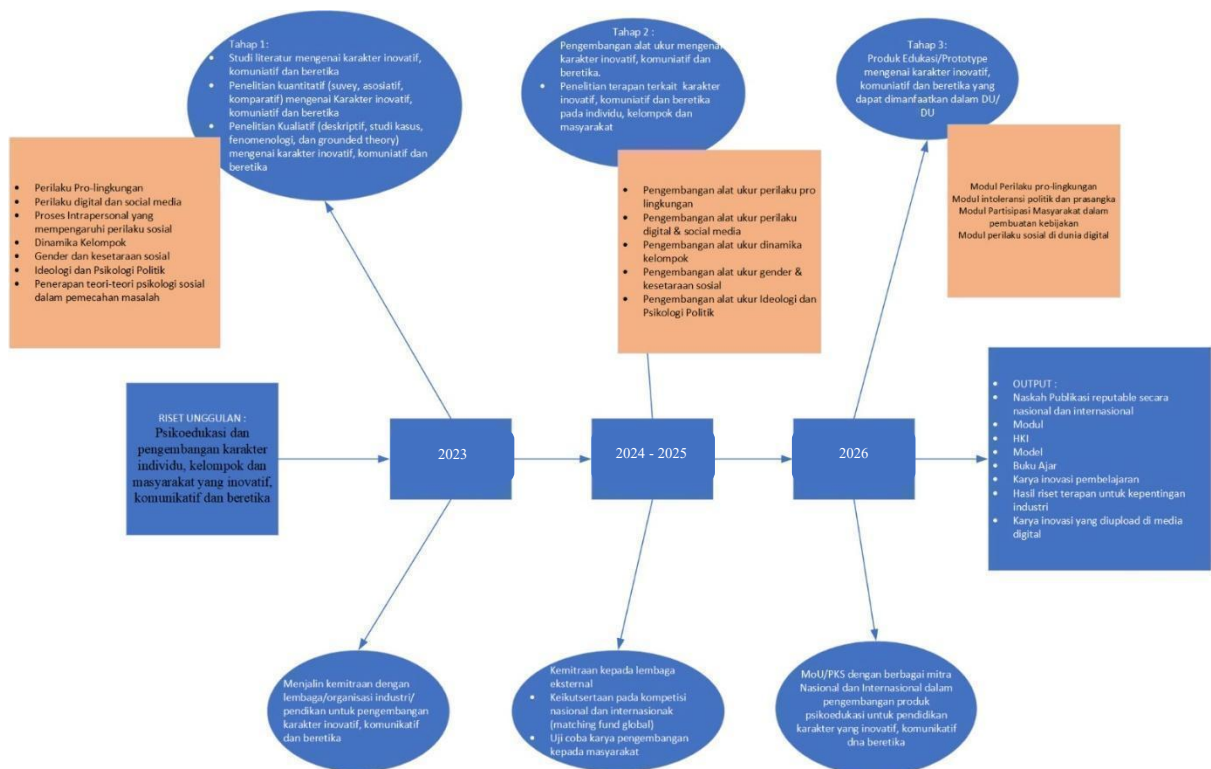 Tahap 1:
• Studi literatur mengenai karakter inovatif,
komuniatif dan beretika
• Penelitian kuantitatif (suvey, asosiatif,
komparatif) mengenai Karakter inovatif,
komuniatif dan beretika
• Penelitian Kualiatif (deskriptif, studi kasus,
fenomenologi, dan grounded theory)
mengenai karakter inovatif, komuniatif dan
beretika
Tahap 2 :
• Pengembangan alat ukur mengenai
karakter inovatif, komuniatif dan
beretika.
• Penelitian terapan terkait karakter
inovatif, komuniatif dan beretika
pada individu, kelompok dan
masyarakat
Tahap 3:
Produk Edukasi/Prototype
mengenai karakter inovatif,
komuniatif dan beretika yang
dapat dimanfaatkan dalam DU/
DU
• Perilaku Pro-lingkungan
• Perilaku digital dan social media
• Proses Intrapersonal yang
mempengaruhi perilaku sosial
• Dinamika Kelompok
• Gender dan kesetaraan sosial
• Ideologi dan Psikologi Politik
• Penerapan teori-teori psikologi sosial
dalam pemecahan masalah
• Pengembangan alat ukur perilaku pro
lingkungan
• Pengembangan alat ukur perilaku
digital & social media
• Pengembangan alat ukur dinamika
kelompok
• Pengembangan alat ukur gender &
kesetaraan sosial
• Pengembangan alat ukur Ideologi dan
Psikologi Politik
Modul Perilaku pro-lingkungan
Modul intoleransi politik dan prasangka
Modul Partisipasi Masyarakat dalam
pembuatan kebijakan
Modul perilaku sosial di dunia digital
RISET UNGGULAN :
Psikoedukasi dan
pengembangan karakter
individu, kelompok dan
masyarakat yang inovatif,
komunikatif dan beretika
2023
2024 - 2025
2026
• OUTPUT :
• Naskah Publikasi reputable secara
nasional dan internasional
• Modul
• HKI
• Model
• Buku Ajar
• Karya inovasi pembelajaran
• Hasil riset terapan untuk kepentingan
industri
• Karya inovasi yang diupload di media
digital
Menjalin kemitraan dengan
lembaga/organisasi industri/
pendikan untuk pengembangan
karakter inovatif, komunikatif
dan beretika
Kemitraan kepada lembaga
eksternal
• Keikutsertaan pada kompetisi
nasional dan internasionak
(matching fund global)
• Uji coba karya pengembangan
kepada masyarakat
MoU/PKS dengan berbagai mitra
Nasional dan Internasional dalam
pengembangan produk
psikoedukasi untuk pendidikan
karakter yang inovatif, komunikatif
dna beretika